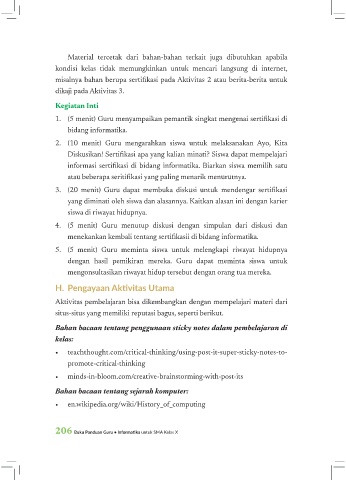 Material tercetak dari bahan-bahan terkait juga dibutuhkan apabila
kondisi kelas tidak memungkinkan untuk mencari langsung di internet,
misalnya bahan berupa sertifikasi pada Aktivitas 2 atau berita-berita untuk
dikaji pada Aktivitas 3.
Kegiatan Inti
1. (5 menit) Guru menyampaikan pemantik singkat mengenai sertifikasi di
bidang informatika.
2. (10 menit) Guru mengarahkan siswa untuk melaksanakan Ayo, Kita
Diskusikan! Sertifikasi apa yang kalian minati? Siswa dapat mempelajari
informasi sertifikasi di bidang informatika. Biarkan siswa memilih satu
atau beberapa seritifikasi yang paling menarik menurutnya.
3. (20 menit) Guru dapat membuka diskusi untuk mendengar sertifikasi
yang diminati oleh siswa dan alasannya. Kaitkan alasan ini dengan karier
siswa di riwayat hidupnya.
4. (5 menit) Guru menutup diskusi dengan simpulan dari diskusi dan
menekankan kembali tentang sertifikasii di bidang informatika.
5. (5 menit) Guru meminta siswa untuk melengkapi riwayat hidupnya
dengan hasil pemikiran mereka. Guru dapat meminta siswa untuk
mengonsultasikan riwayat hidup tersebut dengan orang tua mereka.
H. Pengayaan Aktivitas Utama
Aktivitas pembelajaran bisa dikembangkan dengan mempelajari materi dari
situs-situs yang memiliki reputasi bagus, seperti berikut.
Bahan bacaan tentang penggunaan sticky notes dalam pembelajaran di
kelas:
• teachthought.com/critical-thinking/using-post-it-super-sticky-notes-to-
promote-critical-thinking
• minds-in-bloom.com/creative-brainstorming-with-post-its
Bahan bacaan tentang sejarah komputer:
• en.wikipedia.org/wiki/History_of_computing
206 Buku Panduan Guru • Informatika untuk SMA Kelas X